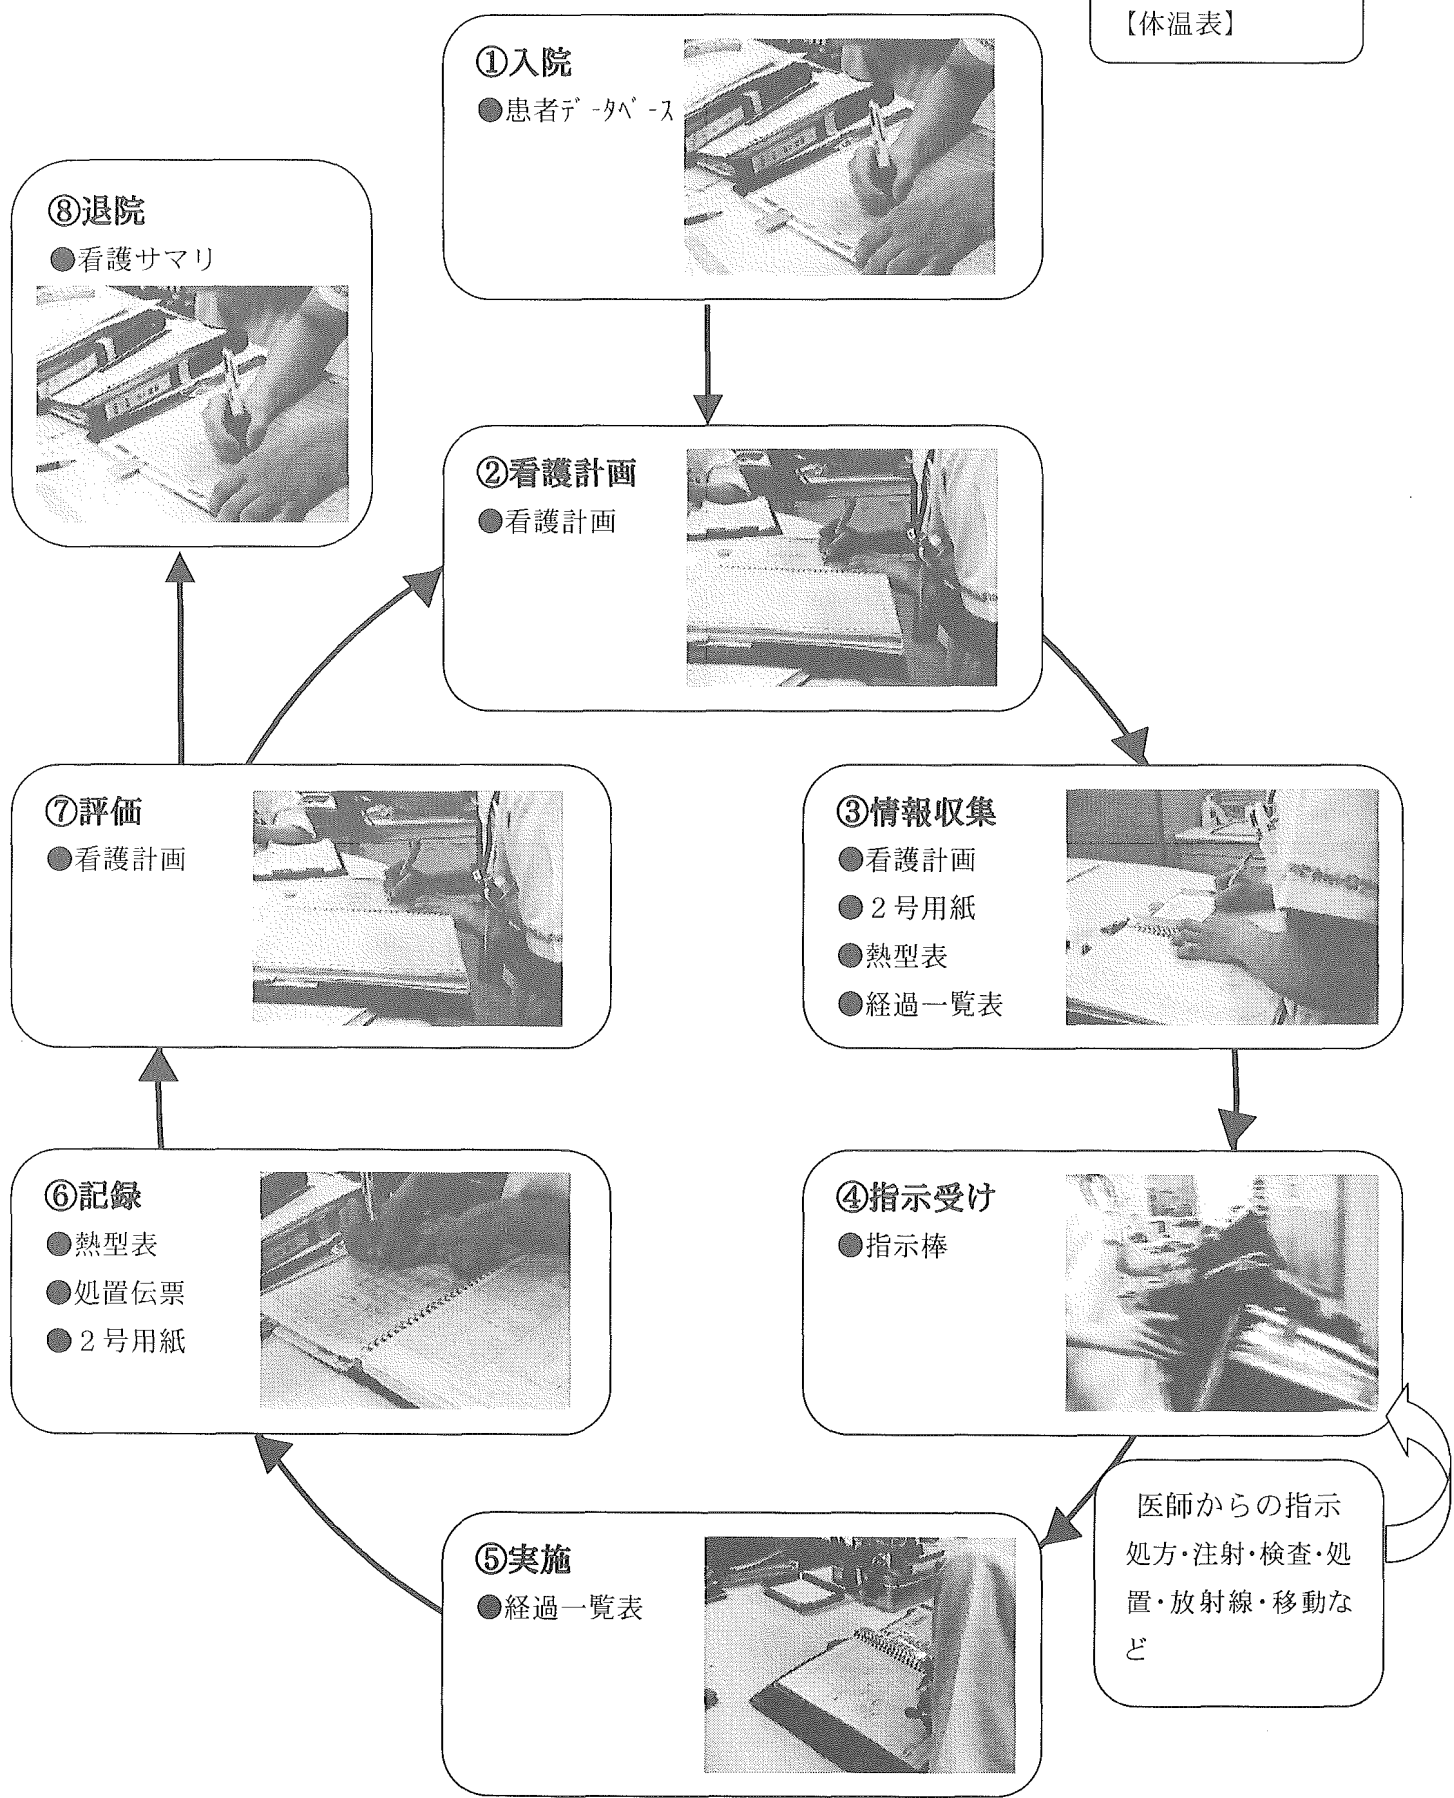 【体温表】
①入院
●患者ﾃﾞｰﾀﾍﾞｰｽ
⑧退院
●看護サマリ
②看護計画
●看護計画
⑦評価
●看護計画
③情報収集
●看護計画
●２号用紙
●熱型表
●経過一覧表
⑥記録
●熱型表
●処置伝票
●２号用紙
④指示受け
●指示棒
医師からの指示
処方･注射･検査･処
置･放射線･移動な
ど
⑤実施
●経過一覧表